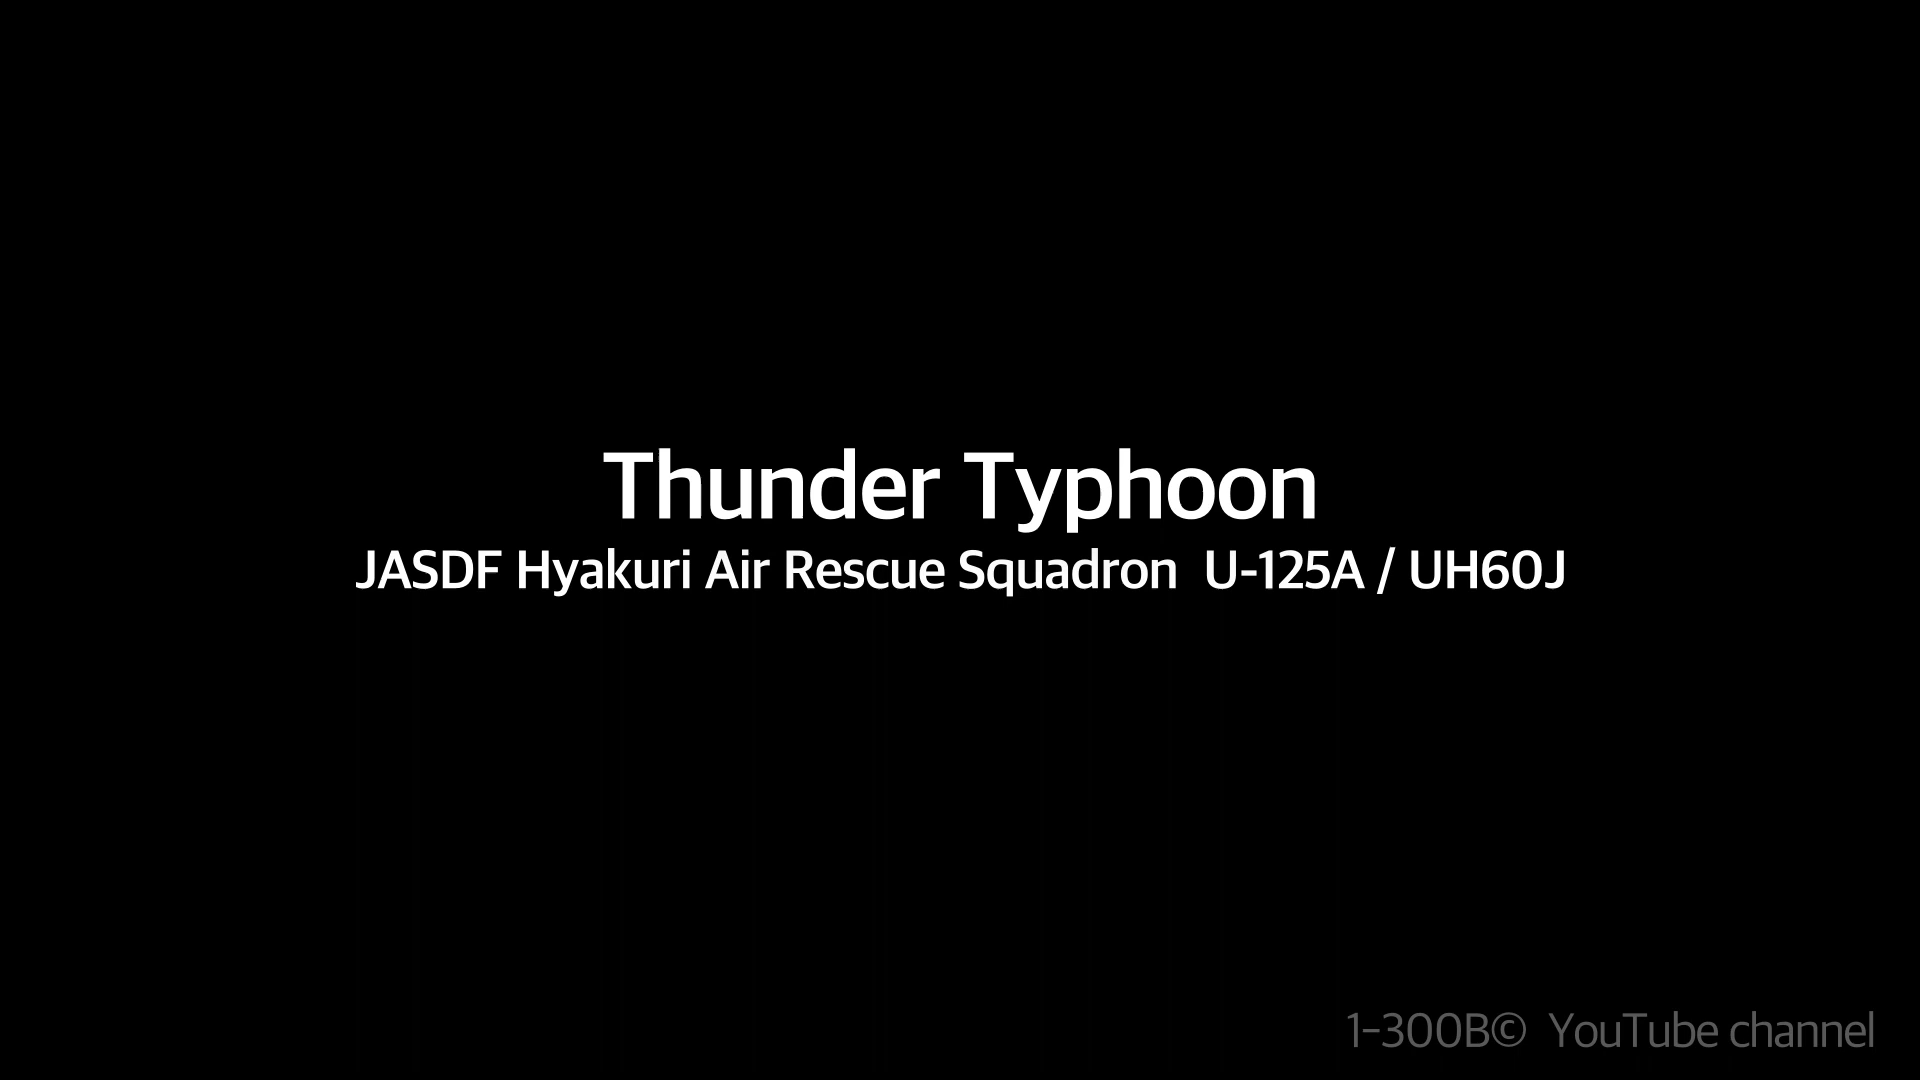 Thunder Typhoon
JASDF Hyakuri Air Rescue Squadron  U-125A / UH60J
1-300B©  YouTube channel